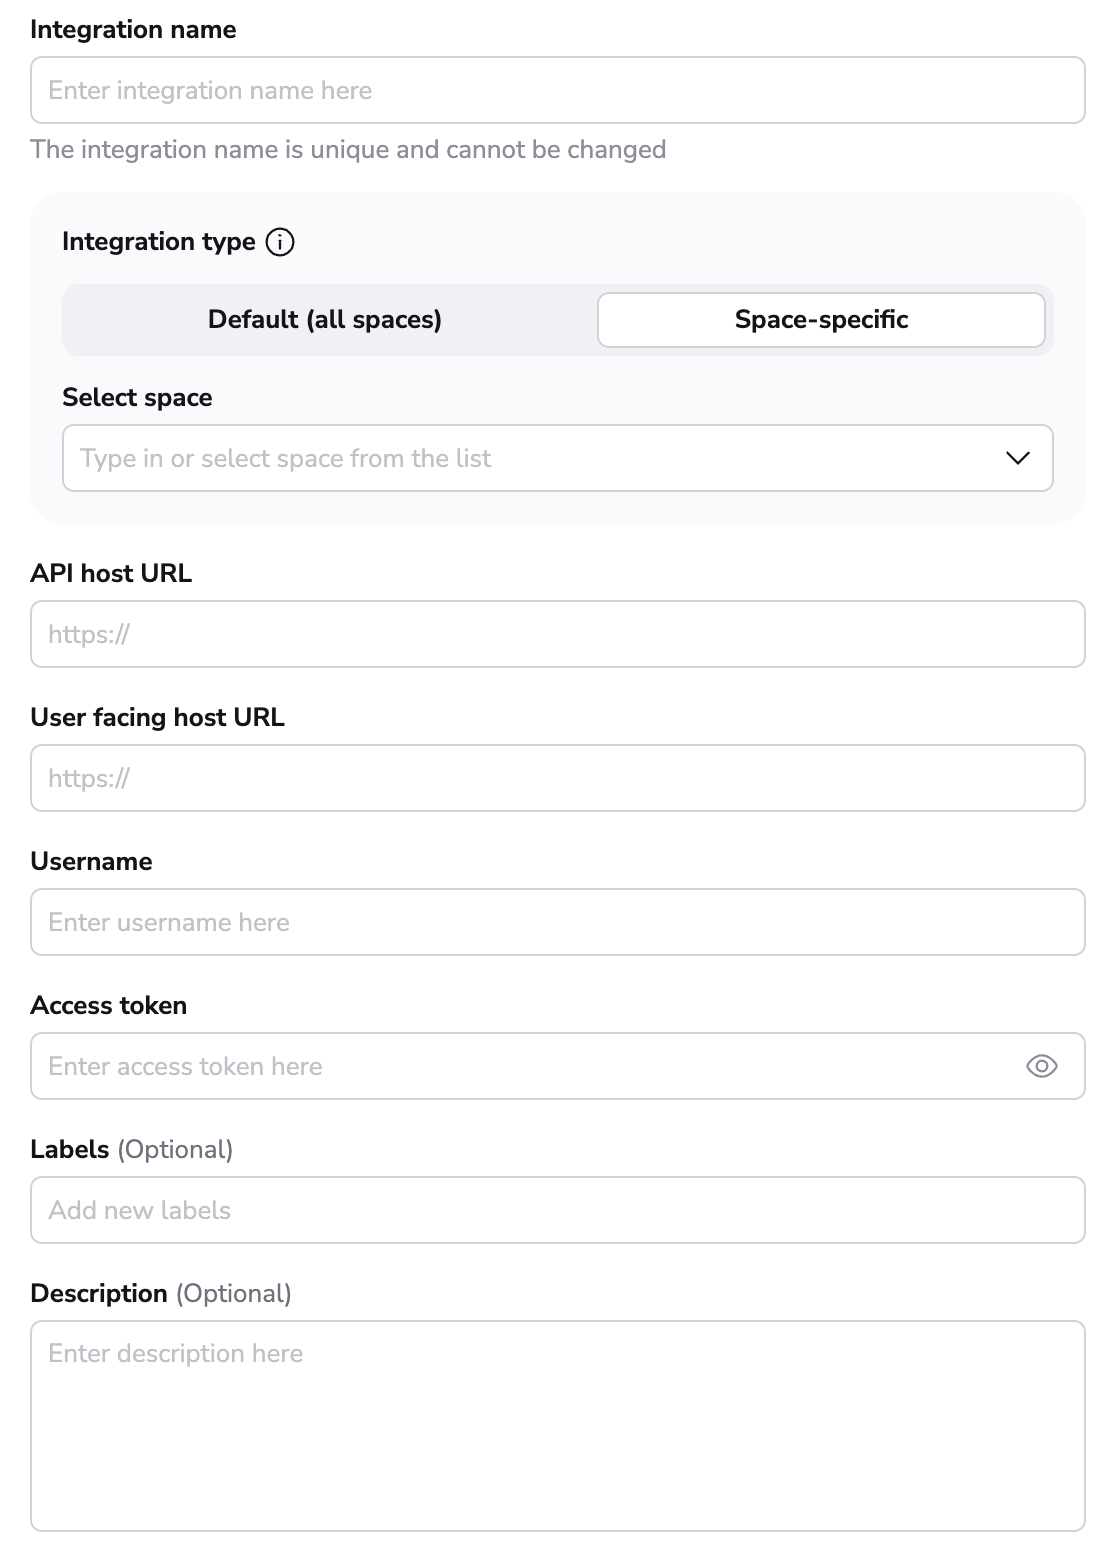 Integration name
Enter integration name here
The integration name is unique and cannot be changed
Integration type
Default (all spaces) Space-specific
Select space
Type in or select space from the list
API host URL
https://
User facing host URL
https://
Username
Enter username here
Access token
Enter access token here
Labels (Optional)
Add new labels
Description (Optional)
Enter description here